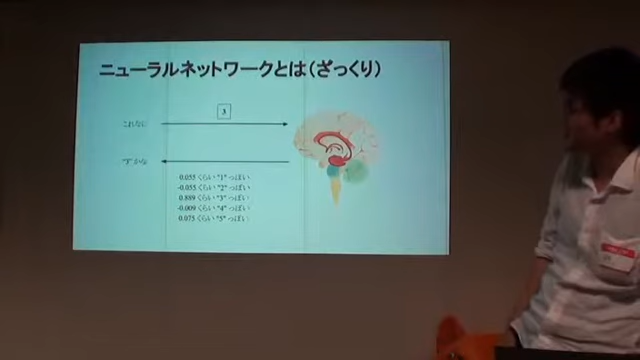 ニューラルネットワークとは(ざっくり)
3
これなに
"3"かな
0.055 くらい "1" っぽい
-0.055 くらい "2" っぽい
0.889 くらい "3" っぽい
-0.009 くらい "4" っぽい
0.075 くらい "5" っぽい